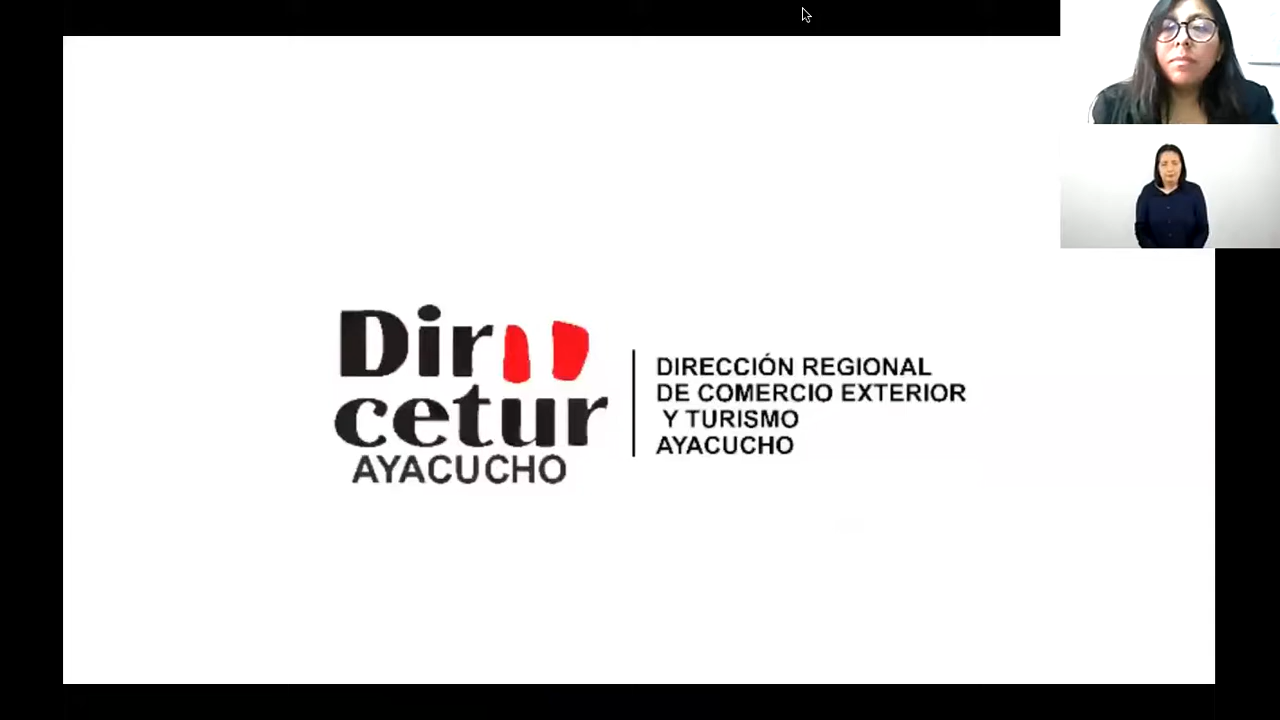 Dir
cetur
AYACUCHO
DIRECCIÓN REGIONAL
DE COMERCIO EXTERIOR
Y TURISMO
AYACUCHO